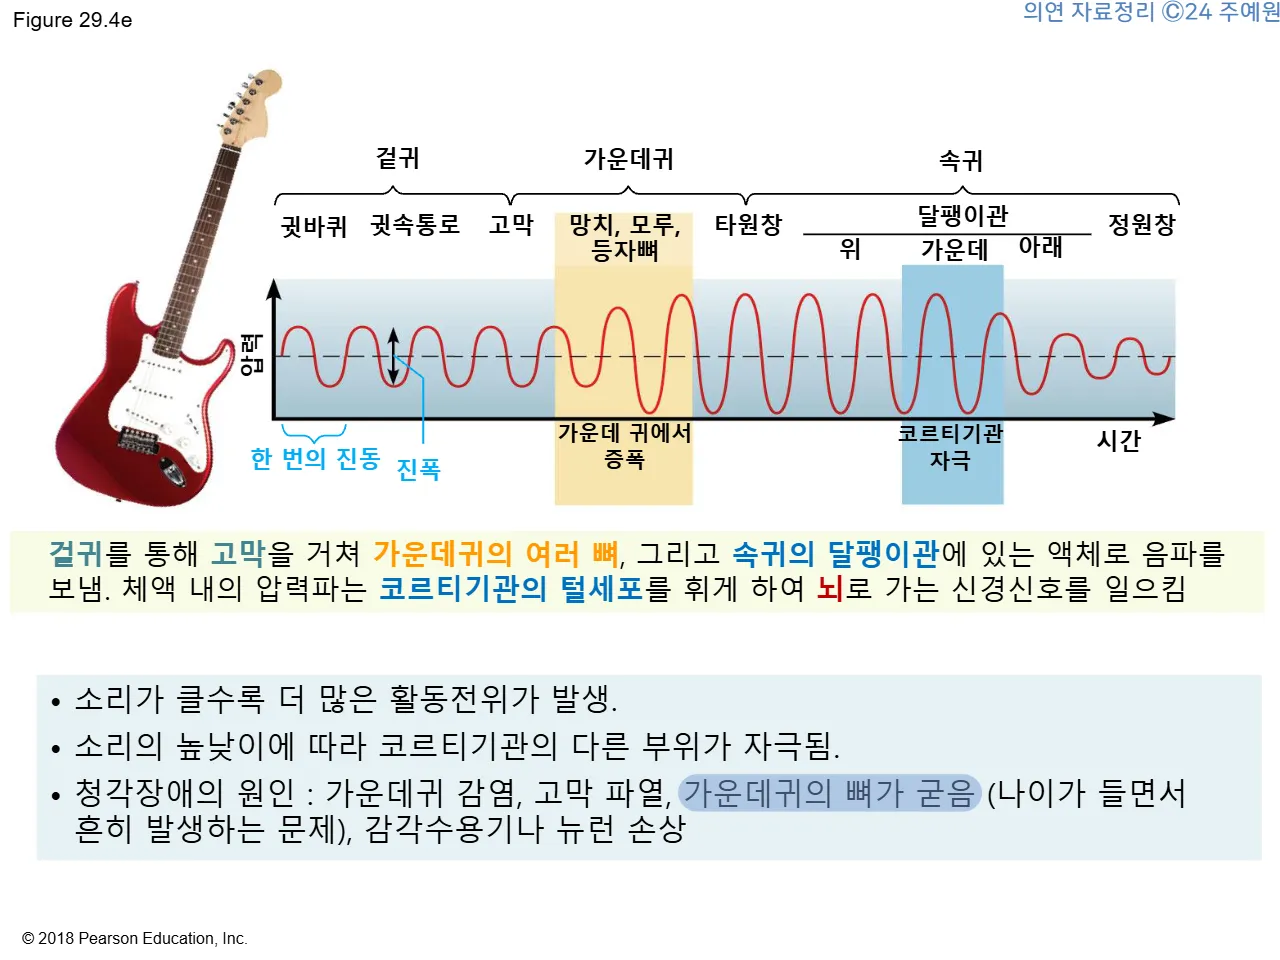 Figure 29.4e
의연 자료정리 Ⓒ24 주예원
겉귀
가운데귀
속귀
귓바퀴
귓속통로
고막
망치, 모루,
등자뼈
타원창
달팽이관
위
가운데
아래
정원창
압력
한 번의 진동
진폭
가운데 귀에서
증폭
코르티기관
자극
시간
겉귀를 통해 고막을 거쳐 가운데귀의 여러 뼈, 그리고 속귀의 달팽이관에 있는 액체로 음파를
보냄. 체액 내의 압력파는 코르티기관의 털세포를 휘게 하여 뇌로 가는 신경신호를 일으킴
• 소리가 클수록 더 많은 활동전위가 발생.
• 소리의 높낮이에 따라 코르티기관의 다른 부위가 자극됨.
• 청각장애의 원인 : 가운데귀 감염, 고막 파열, 가운데귀의 뼈가 굳음 (나이가 들면서
흔히 발생하는 문제), 감각수용기나 뉴런 손상
© 2018 Pearson Education, Inc.